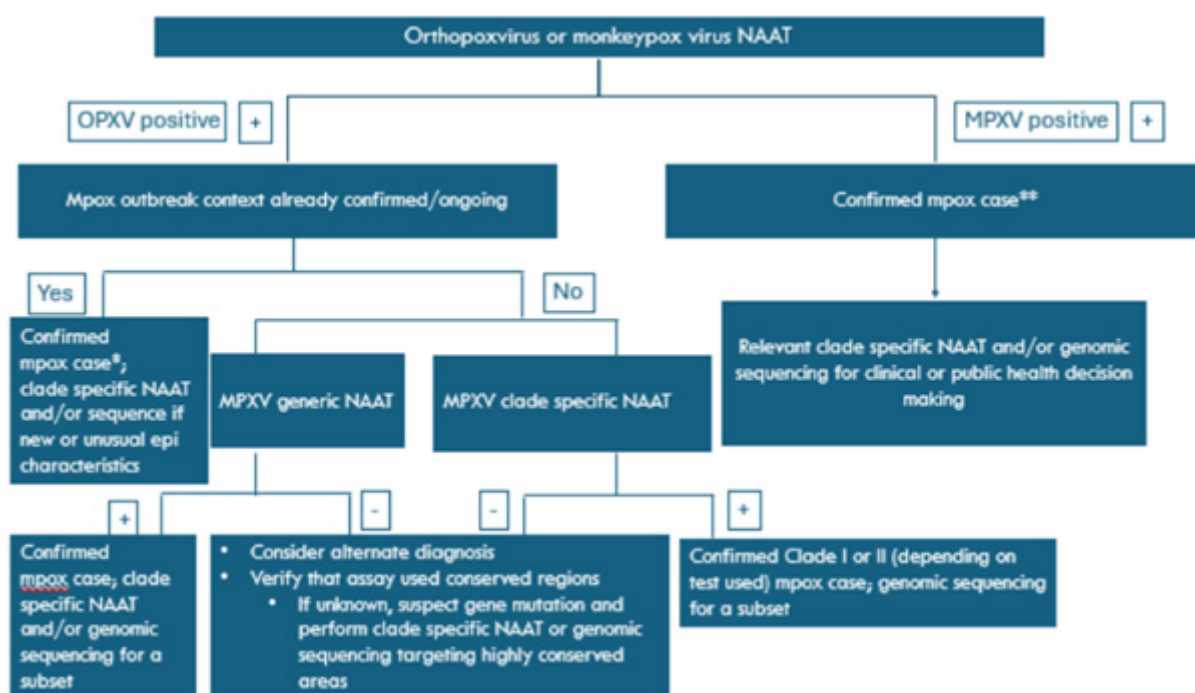 Orthopoxvirus or monkeypox virus NAAT
OPXV positive
+
MPXV positive
+
Mpox outbreak context already confirmed/ongoing
Confirmed mpox case**
Yes
No
Confirmed
mpox case*;
clade specific NAAT
and/or sequence if
new or unusual epi
characteristics
MPXV generic NAAT
MPXV clade specific NAAT
Relevant clade specific NAAT and/or genomic
sequencing for clinical or public health decision
making
+
-
-
+
Confirmed
mpox case; clade
specific NAAT
and/or genomic
sequencing for a
subset
• Consider alternate diagnosis
• Verify that assay used conserved regions
• If unknown, suspect gene mutation and
perform clade specific NAAT or genomic
sequencing targeting highly conserved
areas
Confirmed Clade I or II (depending on
test used) mpox case; genomic sequencing
for a subset